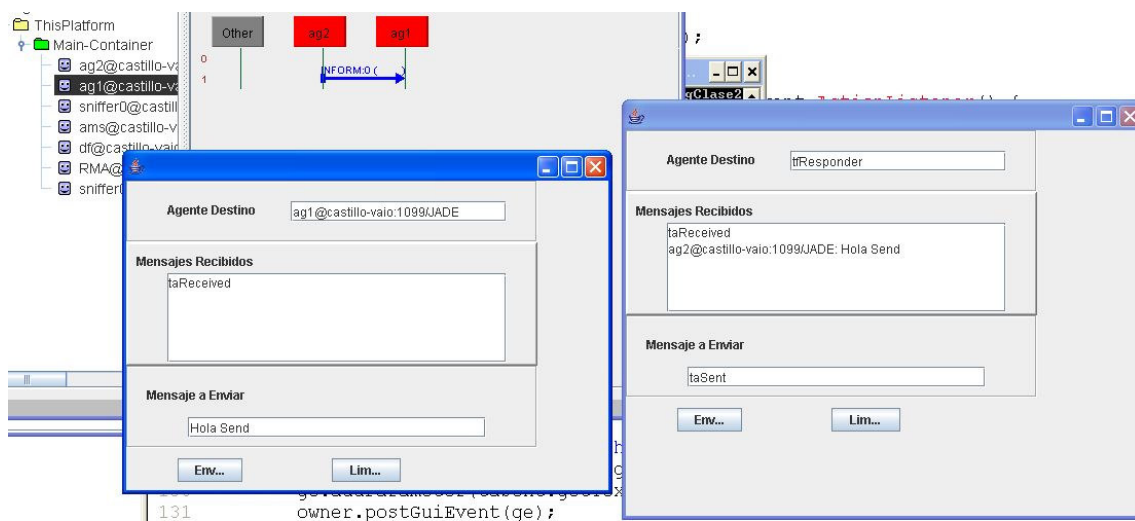 ThisPlatform
Main-Container
ag2@castillo-va
ag1@castillo-va
sniffer0@castill
ams@castillo-v
df@castillo-vaio
RMA@
sniffer
Other
ag2
ag1
0
1
INFORM:0 (        )
);
gClase2
ActionListener() {
Agente Destino
ag1@castillo-vaio:1099/JADE
Mensajes Recibidos
taReceived
Mensaje a Enviar
Hola Send
Env...
Lim...
Agente Destino
tfResponder
Mensajes Recibidos
taReceived
ag2@castillo-vaio:1099/JADE: Hola Send
Mensaje a Enviar
taSent
Env...
Lim...
131
owner.postGuiEvent(ge);